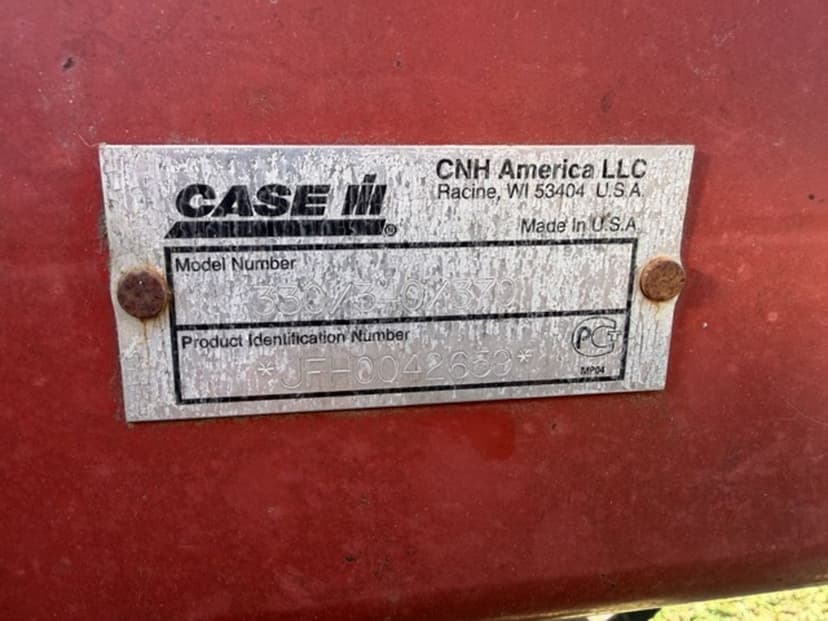 CASE IH
®
CNH America LLC
Racine, WI 53404 U.S.A.
Made In U.S.A.
Model Number
330/340/370
Product Identification Number
*JFH0042639*
PCT
MP04